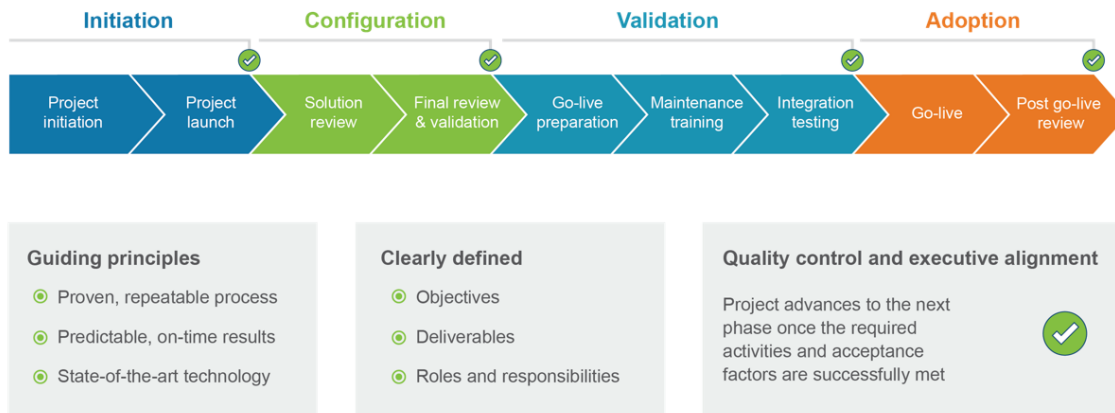 Initiation
Configuration
Validation
Adoption
Project
initiation
Project
launch
Solution
review
Final review
& validation
Go-live
preparation
Maintenance
training
Integration
testing
Go-live
Post go-live
review
Guiding principles
Proven, repeatable process
Predictable, on-time results
State-of-the-art technology
Clearly defined
Objectives
Deliverables
Roles and responsibilities
Quality control and executive alignment
Project advances to the next
phase once the required
activities and acceptance
factors are successfully met